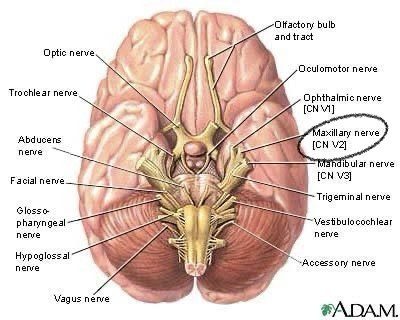 Optic nerve
Olfactory bulb
and tract
Oculomotor nerve
Trochlear nerve
Ophthalmic nerve
[CN V1]
Maxillary nerve
[CN V2]
Abducens
nerve
Mandibular nerve
[CN V3]
Facial nerve
Trigeminal nerve
Glosso-
pharyngeal
nerve
Vestibulocochlear
nerve
Hypoglossal
nerve
Accessory nerve
Vagus nerve
ADAM.